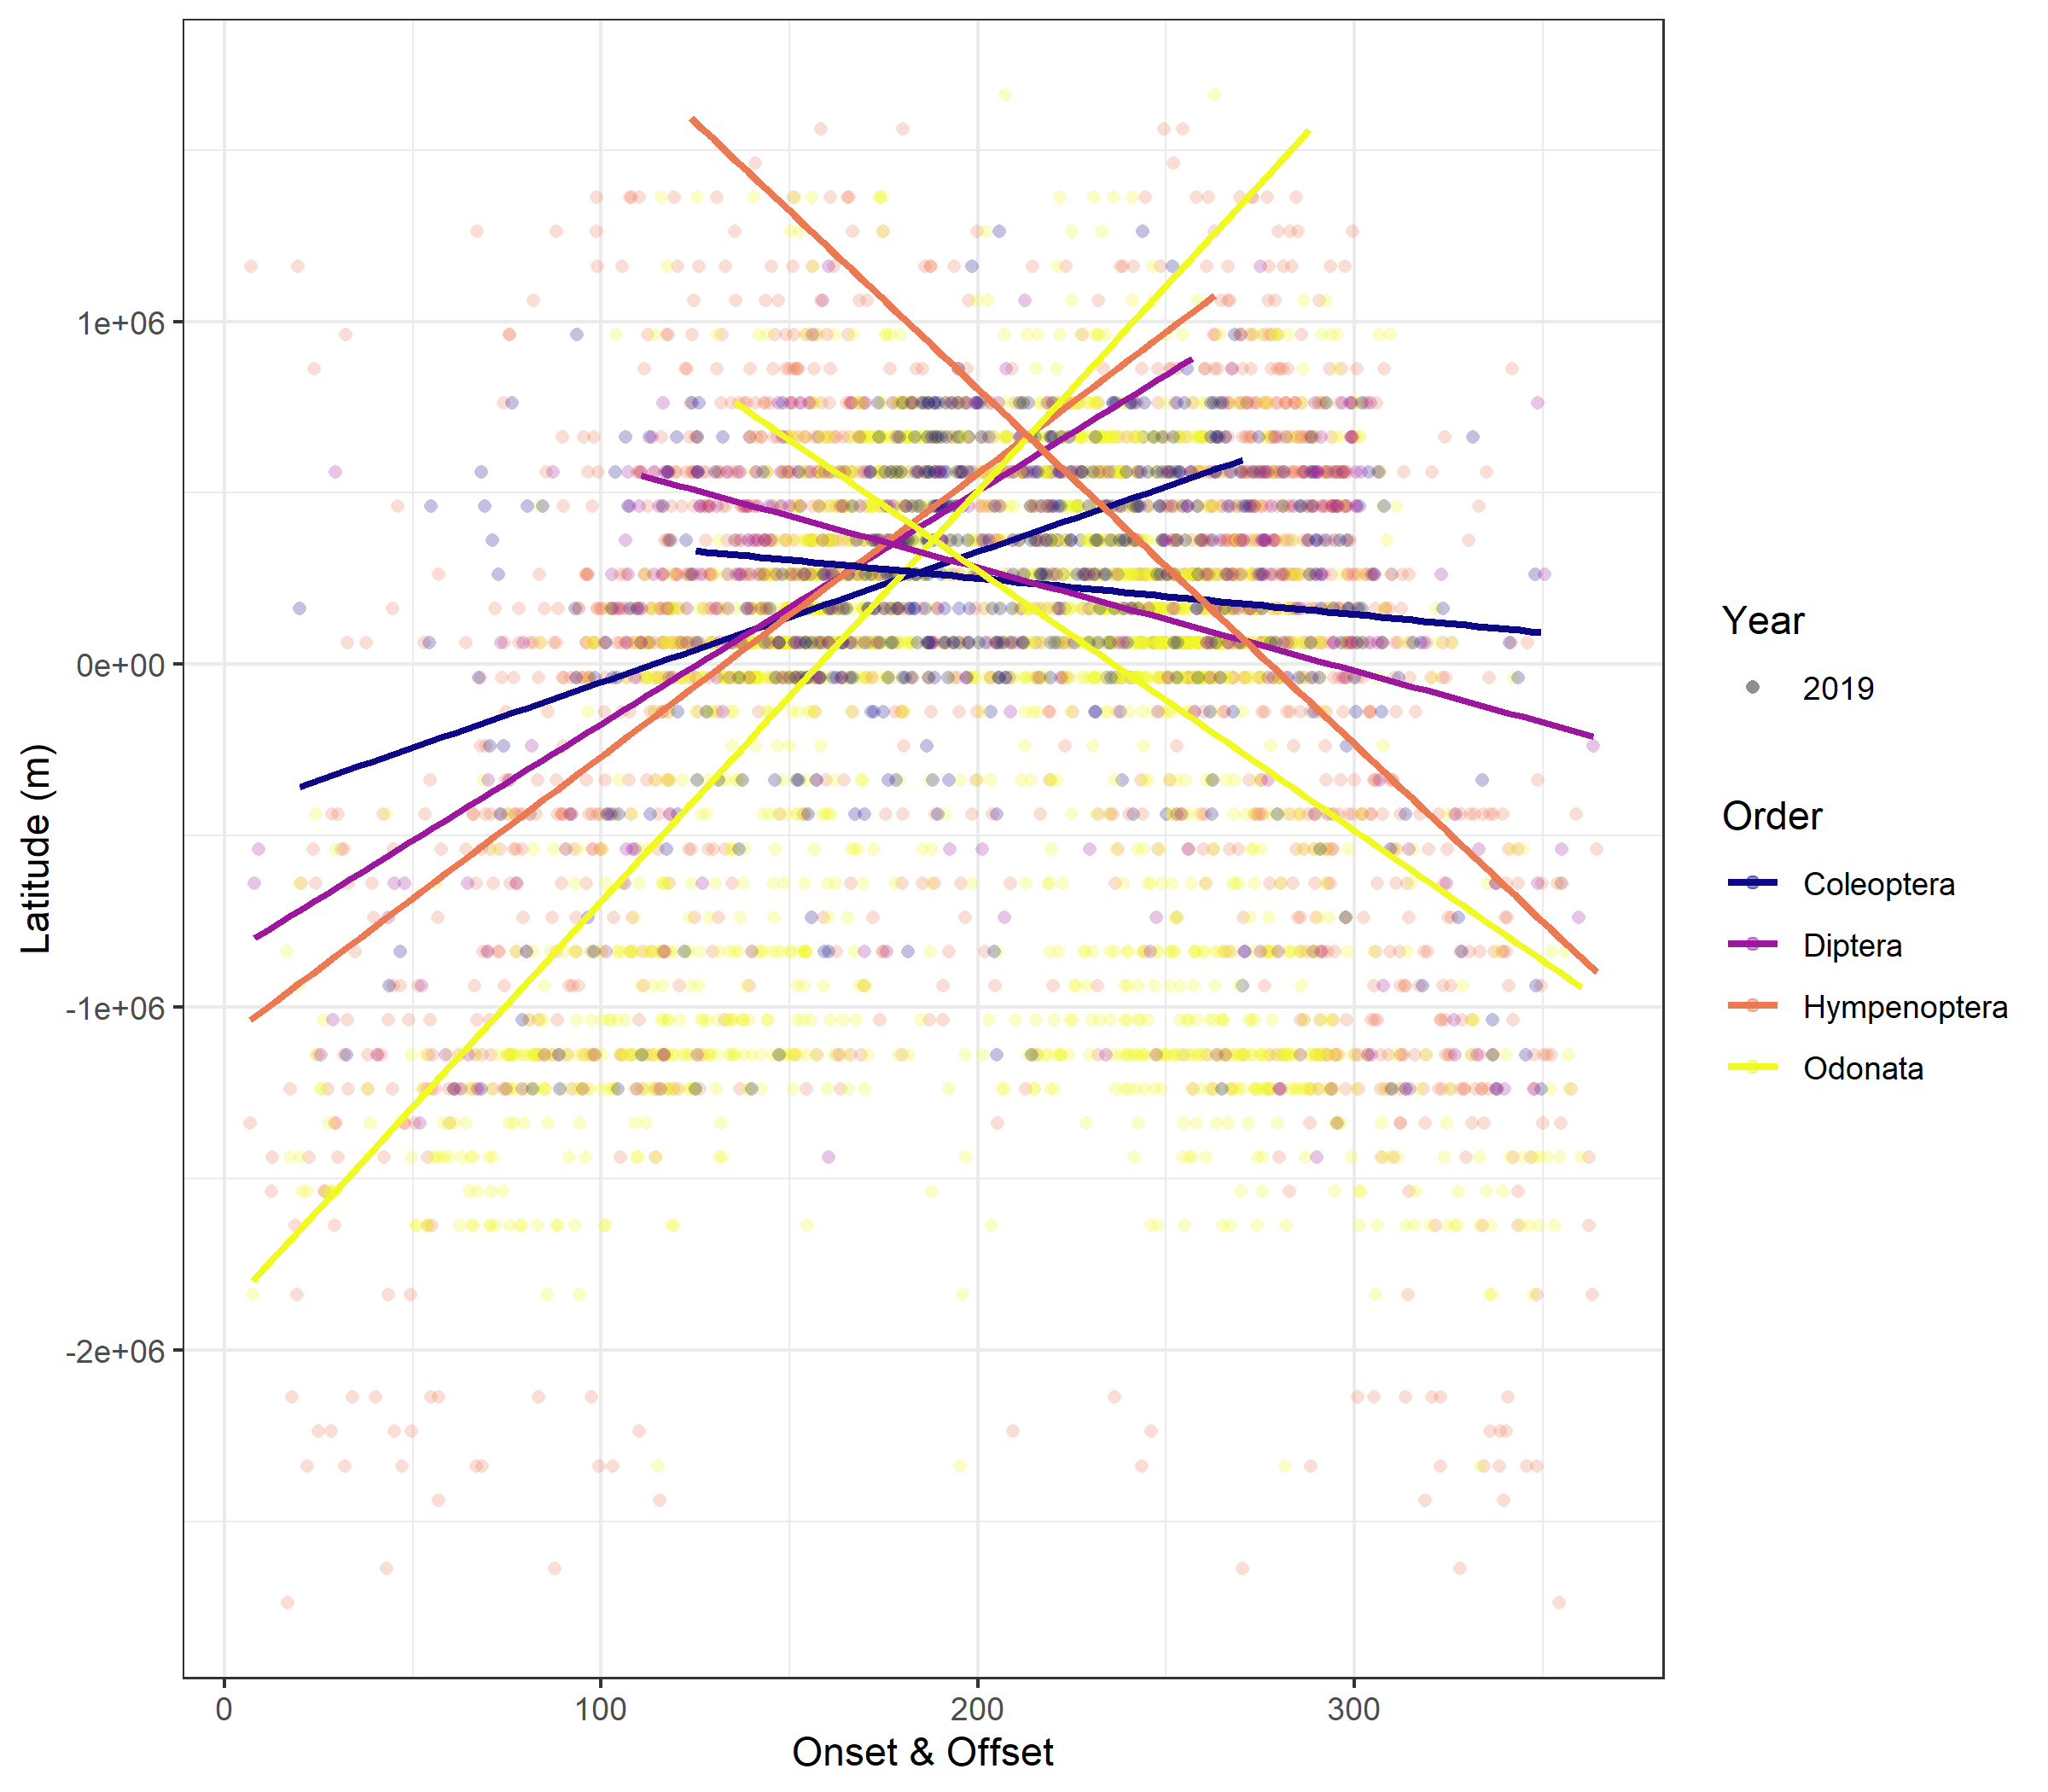 1e+06
0e+00
-1e+06
-2e+06
Latitude (m)
0 100 200 300
Onset & Offset
Year
2019
Order
Coleoptera
Diptera
Hympenoptera
Odonata